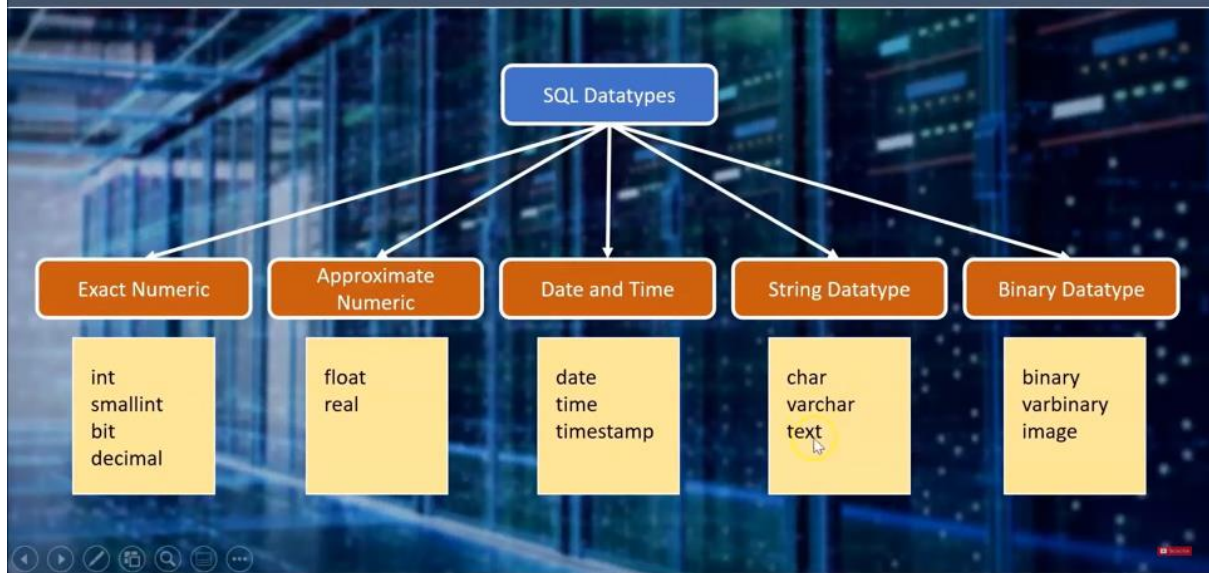 SQL Datatypes
Exact Numeric
Approximate
Numeric
Date and Time
String Datatype
Binary Datatype
int
smallint
bit
decimal
float
real
date
time
timestamp
char
varchar
text
binary
varbinary
image